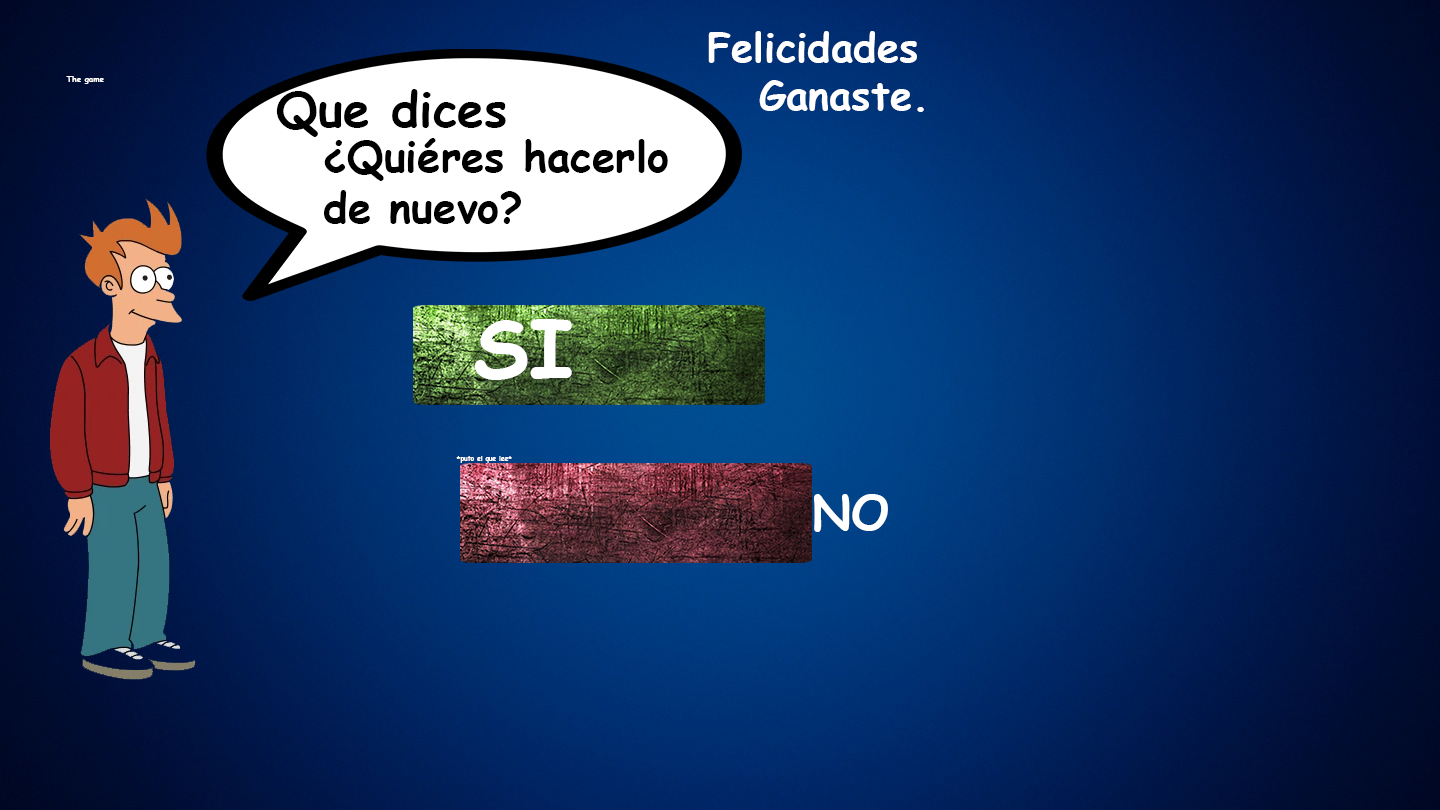 Felicidades
Ganaste.
The game
Que dices
¿Quiéres hacerlo
de nuevo?
SI
*puto el que lee*
NO